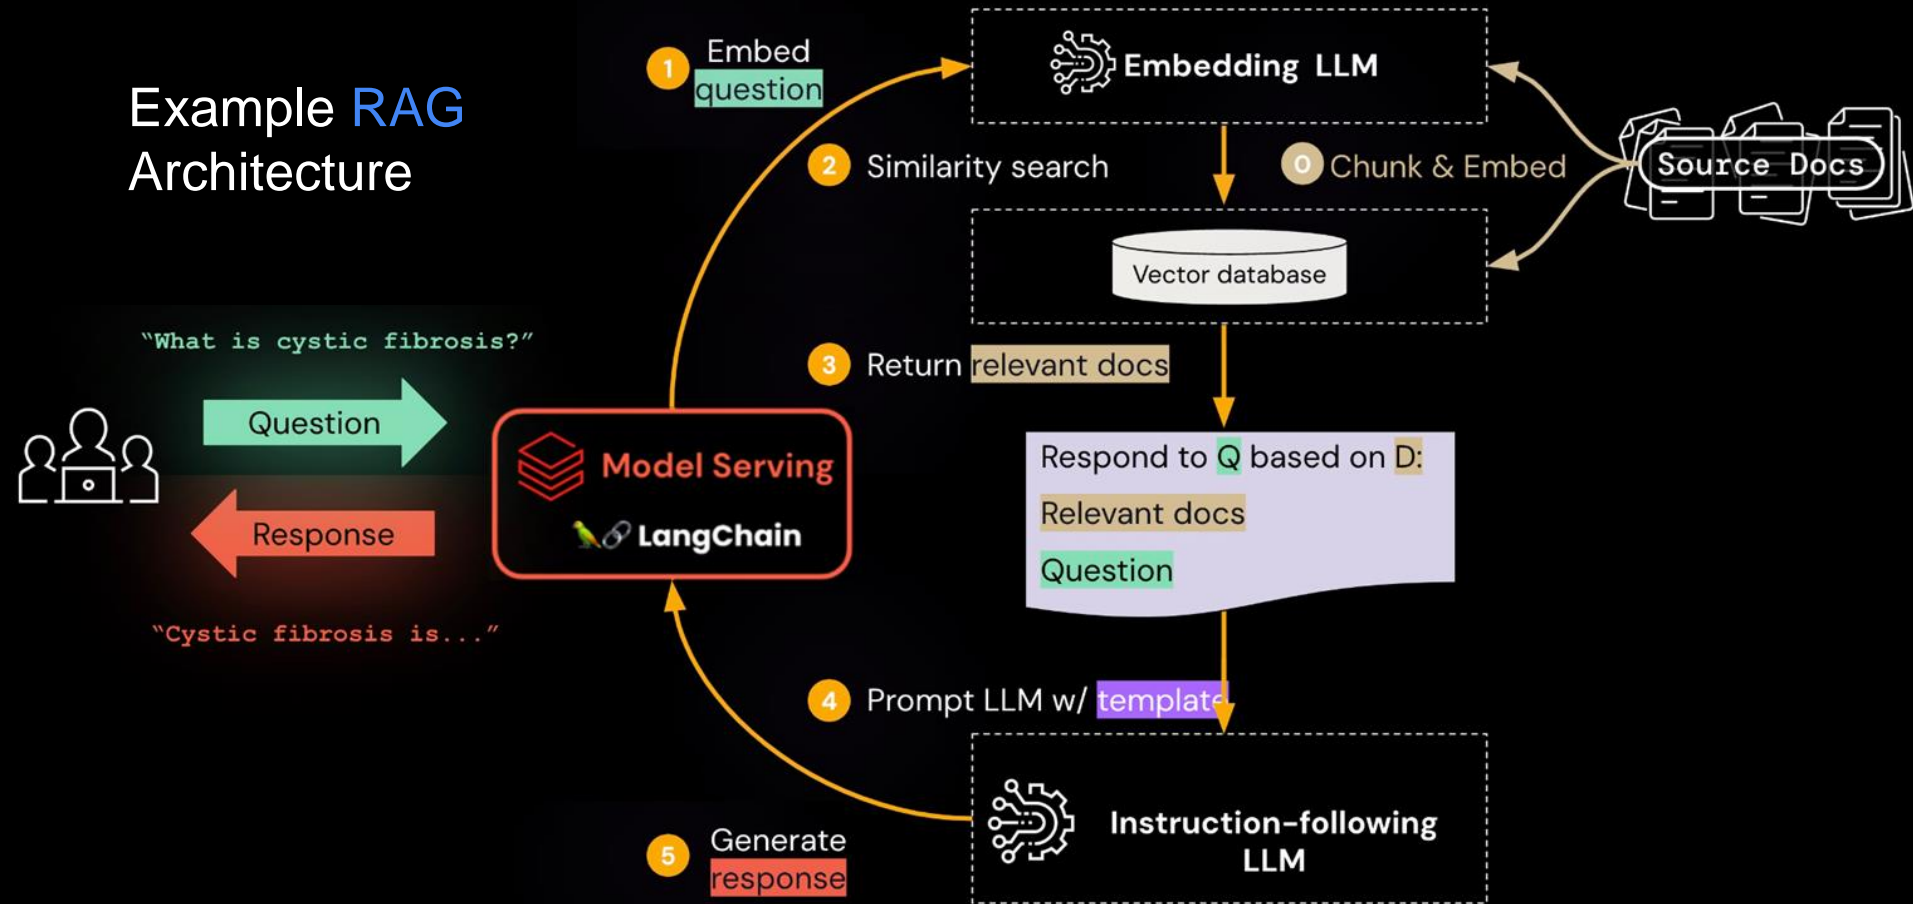 Example RAG
Architecture
1
Embed
question
Embedding LLM
2
Similarity search
0
Chunk & Embed
Source Docs
Vector database
"What is cystic fibrosis?"
Question
3
Return relevant docs
Model Serving
LangChain
Response
"Cystic fibrosis is..."
Respond to Q based on D:
Relevant docs
Question
4
Prompt LLM w/ template
5
Generate
response
Instruction-following
LLM